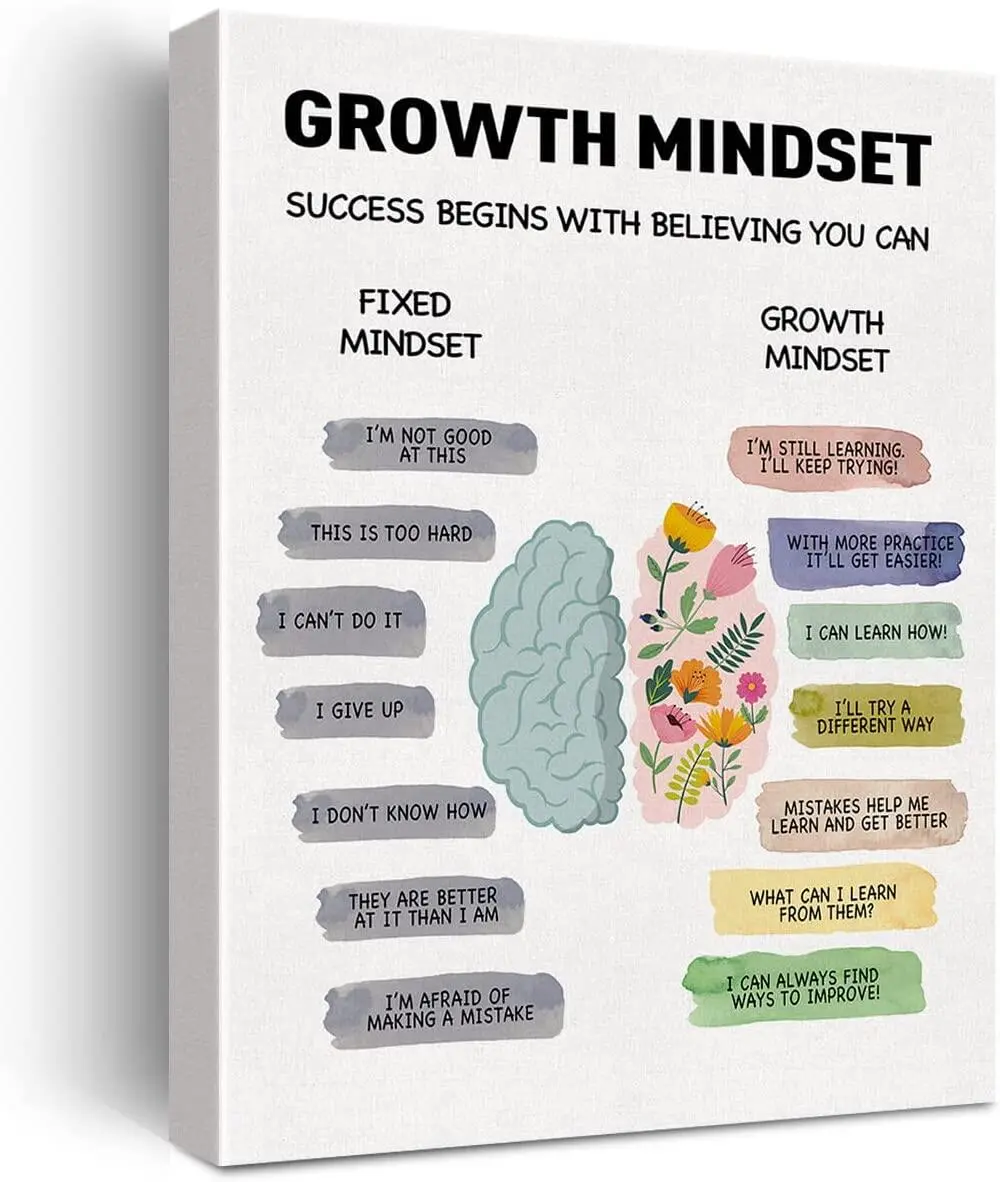 GROWTH MINDSET
SUCCESS BEGINS WITH BELIEVING YOU CAN
FIXED
MINDSET
I'M NOT GOOD
AT THIS
THIS IS TOO HARD
I CAN'T DO IT
I GIVE UP
I DON'T KNOW HOW
THEY ARE BETTER
AT IT THAN I AM
I'M AFRAID OF
MAKING A MISTAKE
GROWTH
MINDSET
I'M STILL LEARNING.
I'LL KEEP TRYING!
WITH MORE PRACTICE
IT'LL GET EASIER!
I CAN LEARN HOW!
I'LL TRY A
DIFFERENT WAY
MISTAKES HELP ME
LEARN AND GET BETTER
WHAT CAN I LEARN
FROM THEM?
I CAN ALWAYS FIND
WAYS TO IMPROVE!